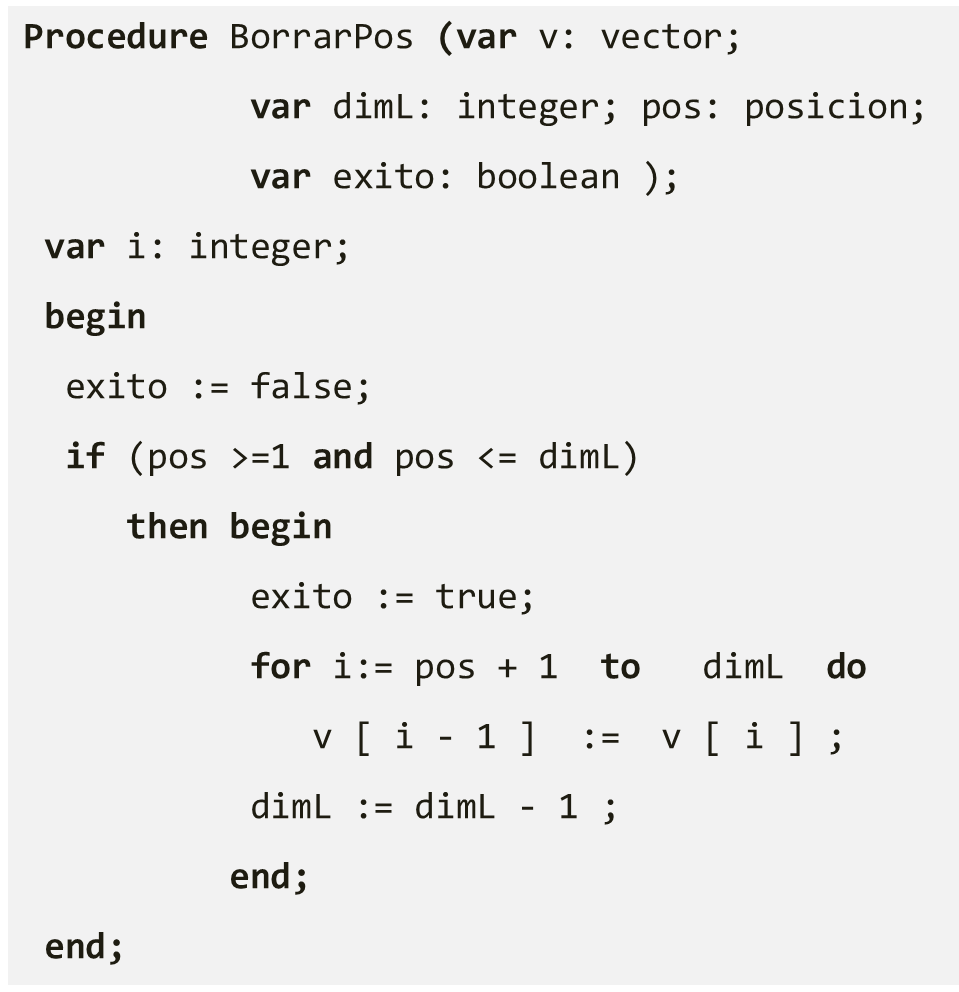 Procedure BorrarPos (var v: vector;
var dimL: integer; pos: posicion;
var exito: boolean );
var i: integer;
begin
exito := false;
if (pos >=1 and pos <= dimL)
then begin
exito := true;
for i:= pos + 1 to dimL do
v [ i - 1 ] := v [ i ] ;
dimL := dimL - 1 ;
end;
end;